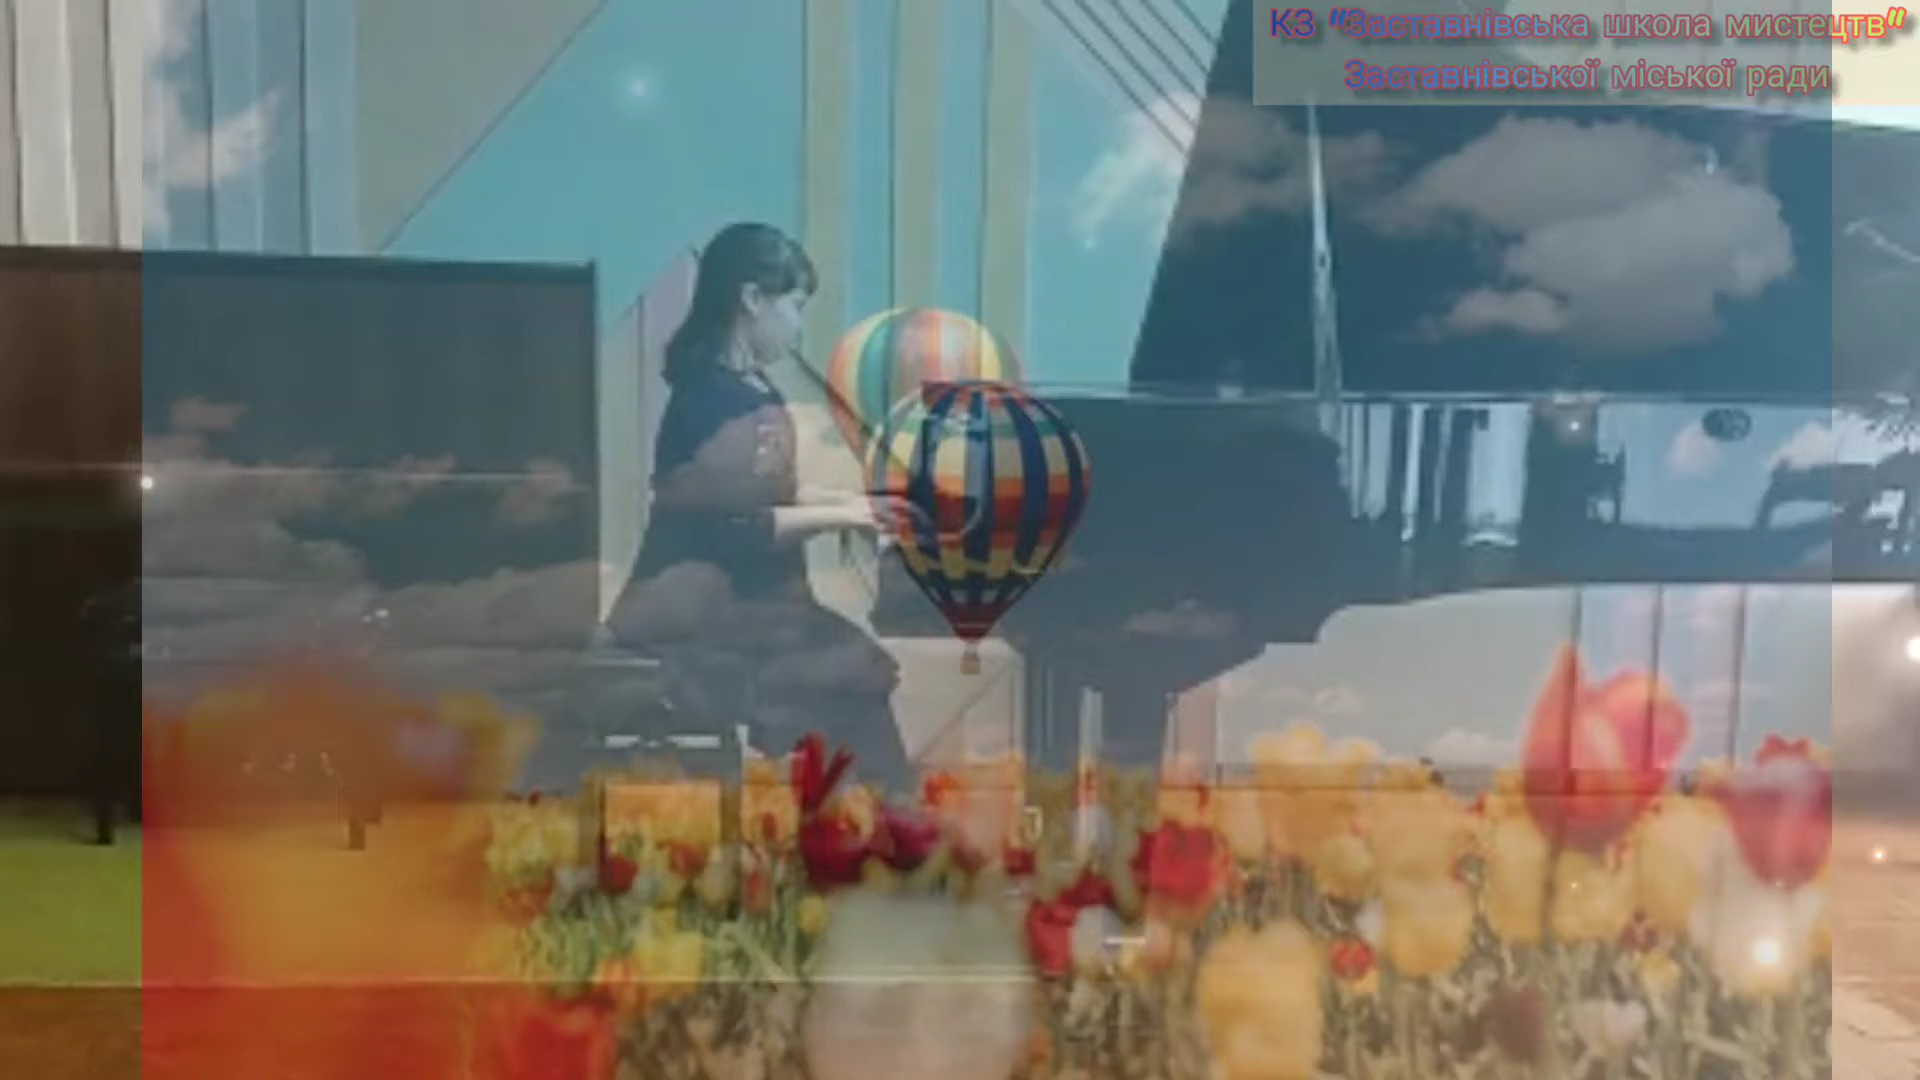 КЗ "Заставнівська школа мистецтв"
Заставнівської міської ради